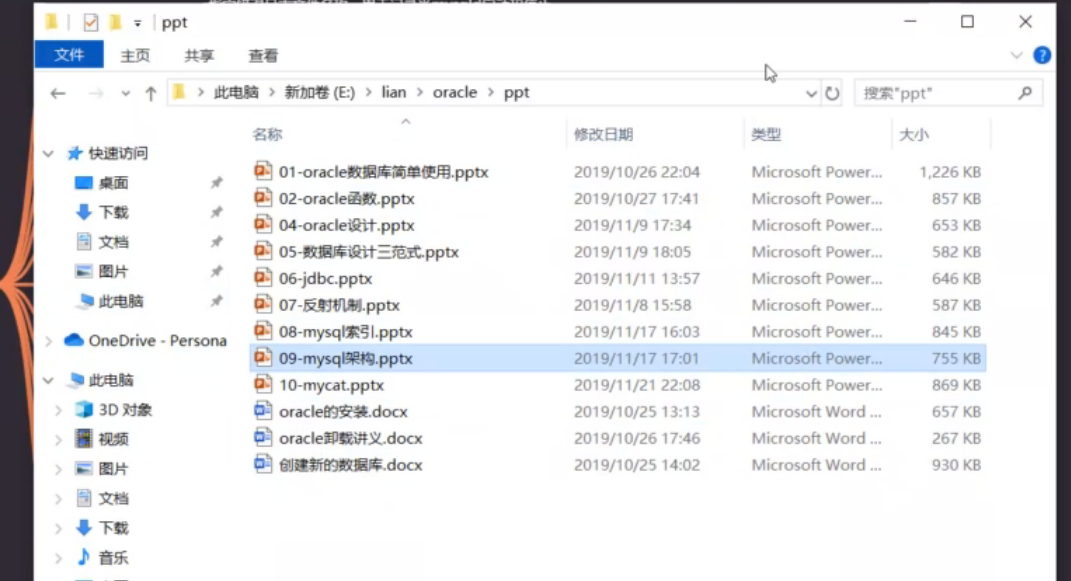 ppt
文件 主页 共享 查看
此电脑 > 新加卷 (E:) > lian > oracle > ppt 搜索"ppt"
名称 修改日期 类型 大小
快速访问
桌面
下载
文档
图片
此电脑
OneDrive - Persona
此电脑
3D 对象
视频
图片
文档
下载
音乐
01-oracle数据库简单使用.pptx 2019/10/26 22:04 Microsoft Power... 1,226 KB
02-oracle函数.pptx 2019/10/27 17:41 Microsoft Power... 857 KB
04-oracle设计.pptx 2019/11/9 17:34 Microsoft Power... 653 KB
05-数据库设计三范式.pptx 2019/11/9 18:05 Microsoft Power... 582 KB
06-jdbc.pptx 2019/11/11 13:57 Microsoft Power... 646 KB
07-反射机制.pptx 2019/11/8 15:58 Microsoft Power... 587 KB
08-mysql索引.pptx 2019/11/17 16:03 Microsoft Power... 845 KB
09-mysql架构.pptx 2019/11/17 17:01 Microsoft Power... 755 KB
10-mycat.pptx 2019/11/21 22:08 Microsoft Power... 869 KB
oracle的安装.docx 2019/10/25 13:13 Microsoft Word ... 657 KB
oracle卸载讲义.docx 2019/10/26 17:46 Microsoft Word ... 267 KB
创建新的数据库.docx 2019/10/25 14:02 Microsoft Word ... 930 KB